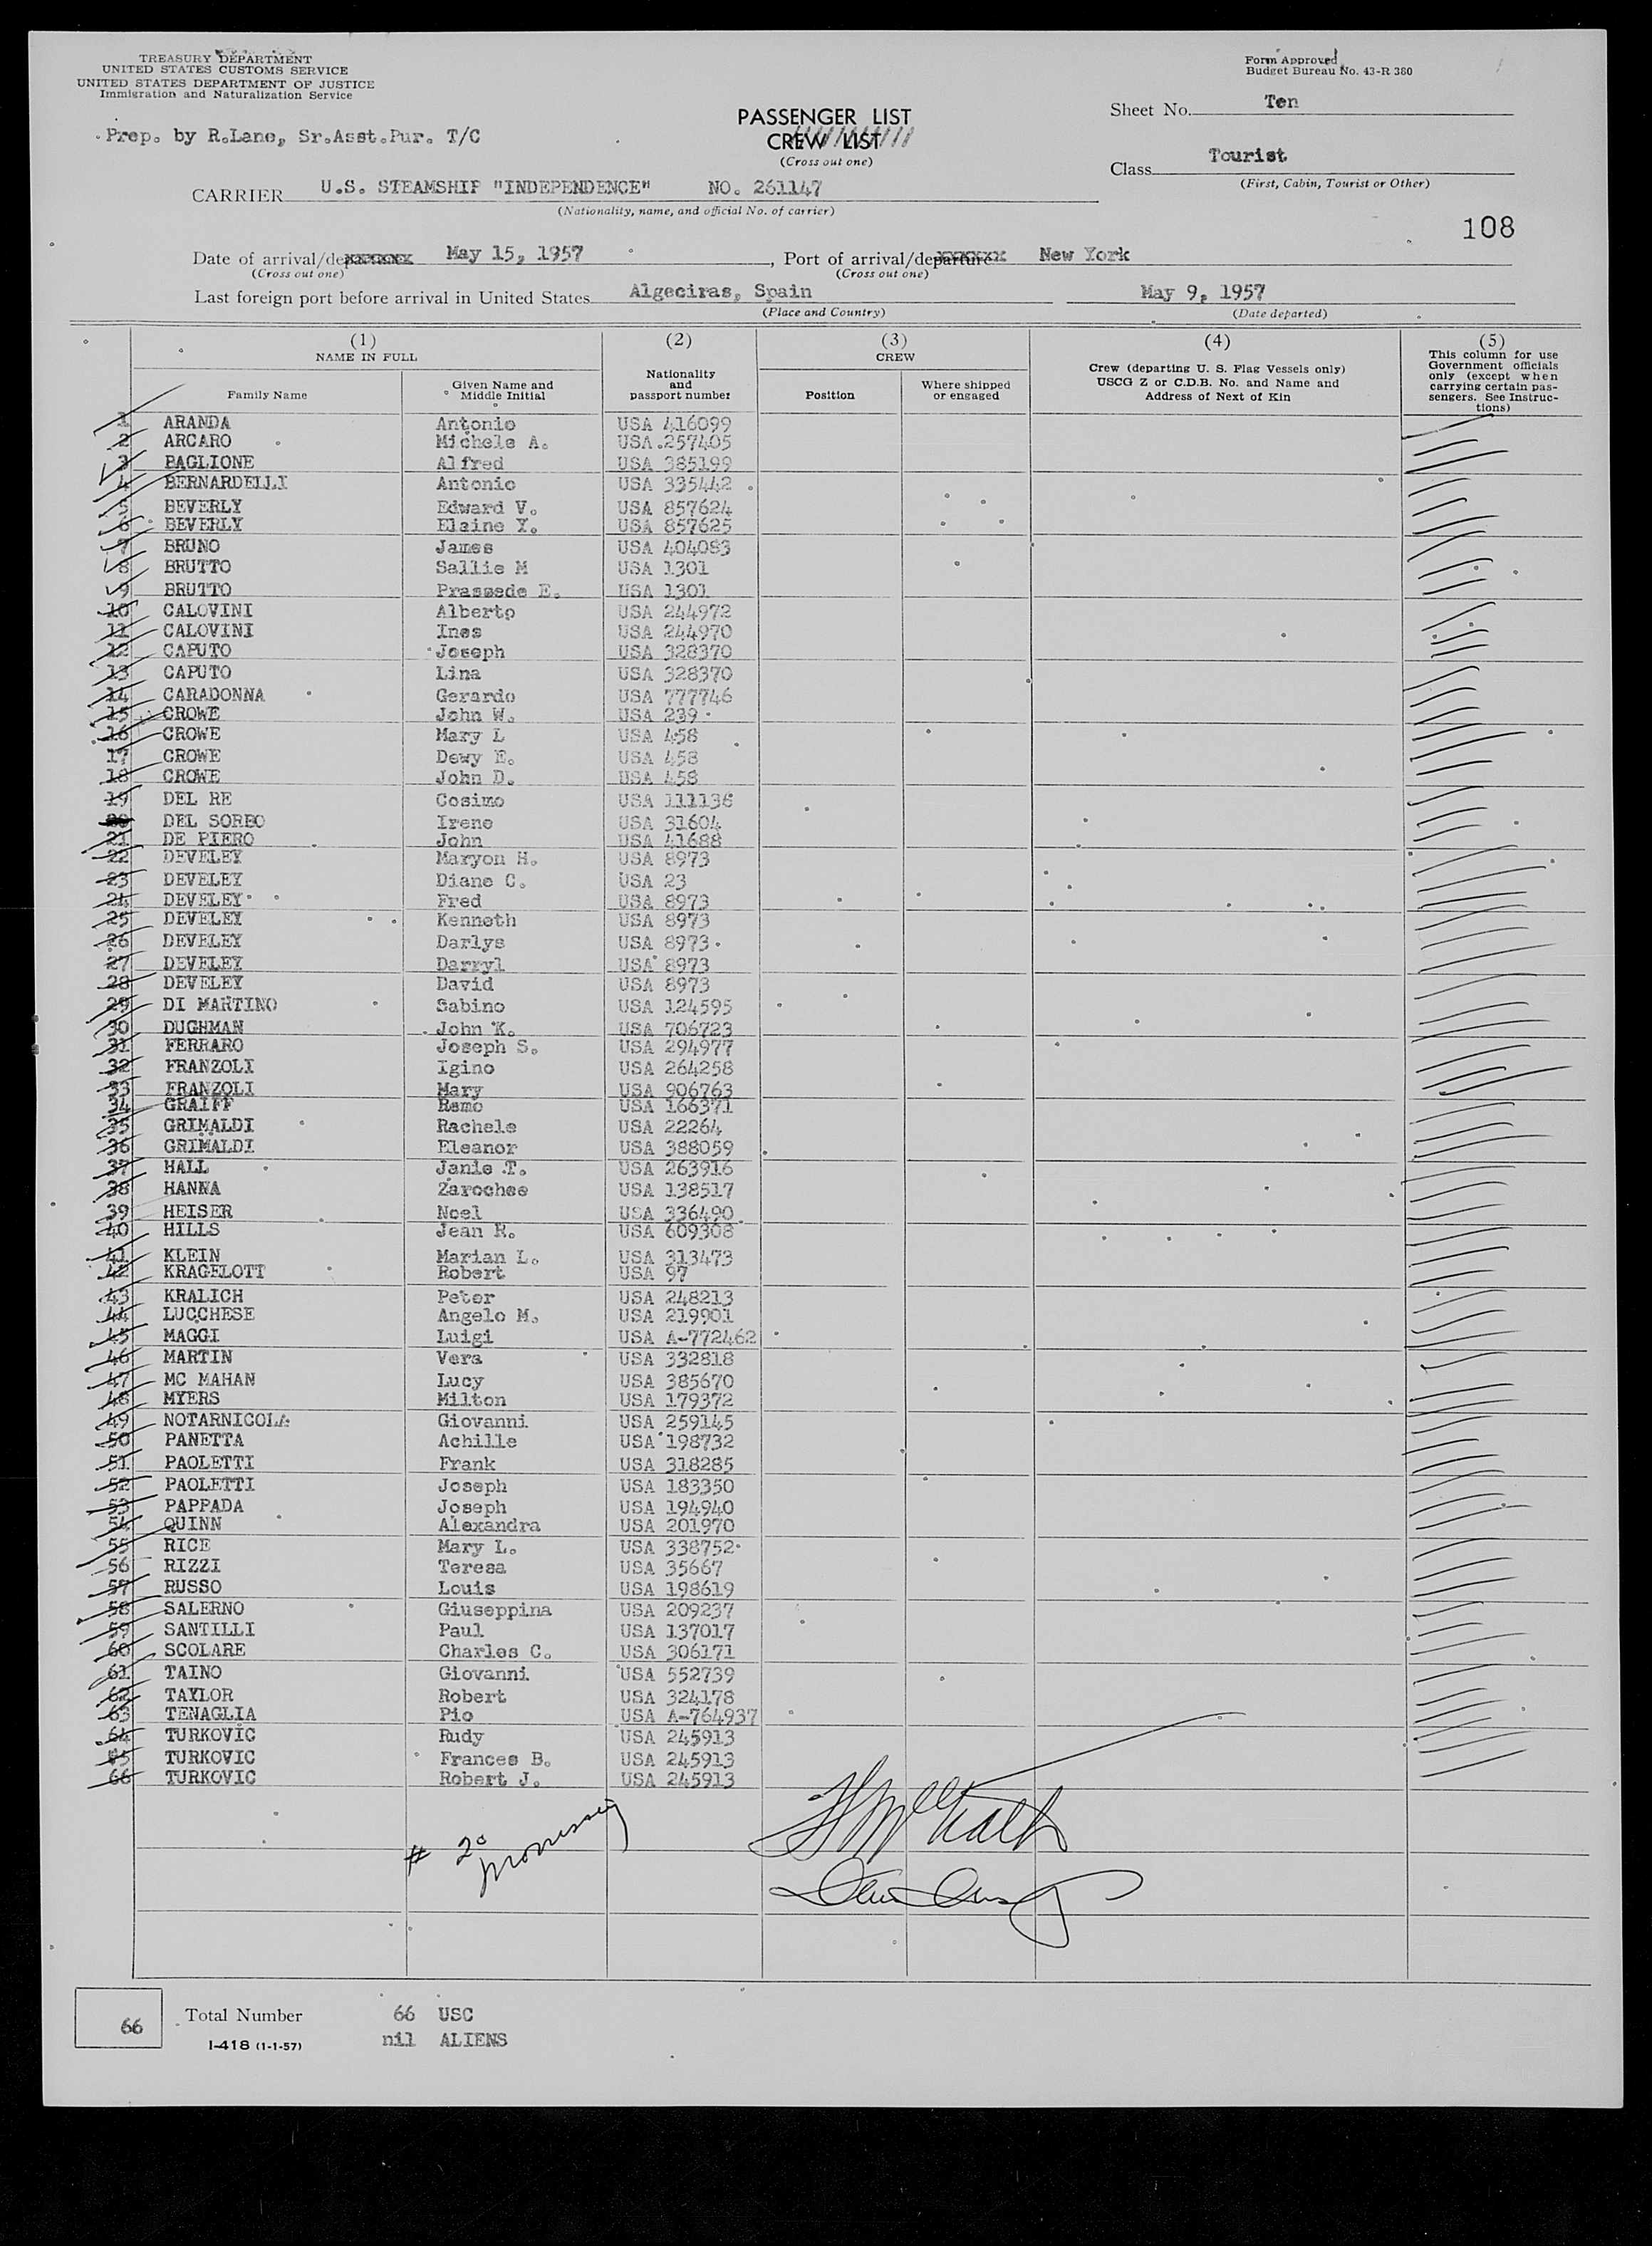 TREASURY DEPARTMENT
UNITED STATES CUSTOMS SERVICE
UNITED STATES DEPARTMENT OF JUSTICE
Immigration and Naturalization Service
Form Approved
Budget Bureau No. 43-R 380
Prep. by R.Lane, Sr.Asst.Pur. T/C
PASSENGER LIST
CREW LIST
(Cross out one)
Sheet No. Ten
Class Tourist
(First, Cabin, Tourist or Other)
CARRIER U.S. STEAMSHIP "INDEPENDENCE" NO. 261147
(Nationality, name, and official No. of carrier)
108
Date of arrival/de May 15, 1957, Port of arrival/departure New York
(Cross out one) (Cross out one)
Last foreign port before arrival in United States Algeciras, Spain May 9, 1957
(Place and Country) (Date departed)
(1) NAME IN FULL
Family Name
Given Name and Middle Initial
(2) Nationality and passport number
(3) CREW
Position
Where shipped or engaged
(4) Crew (departing U. S. Flag Vessels only) USCG Z or C.D.B. No. and Name and Address of Next of Kin
(5) This column for use Government officials only (except when carrying certain passengers. See Instructions)
1 ARANDA Antonio USA 416099
2 ARCARO Michele A. USA 257405
3 BAGLIONE Alfred USA 385199
4 BERNARDELLI Antonio USA 335442
5 BEVERLY Edward V. USA 857624
6 BEVERLY Elaine Y. USA 857625
7 BRUNO James USA 404083
8 BRUTTO Sallie M USA 1301
9 BRUTTO Prassede E. USA 1301
10 CALOVINI Alberto USA 244972
11 CALOVINI Ines USA 244970
12 CAPUTO Joseph USA 328370
13 CAPUTO Lina USA 328370
14 CARADONNA Gerardo USA 777746
15 CROWE John W. USA 239
16 CROWE Mary L USA 458
17 CROWE Dewy E. USA 458
18 CROWE John D. USA 458
19 DEL RE Cosimo USA 111136
20 DEL SORBO Irene USA 31604
21 DE PIERO John USA 41688
22 DEVELEY Maryon H. USA 8973
23 DEVELEY Diane C. USA 23
24 DEVELEY Fred USA 8973
25 DEVELEY Kenneth USA 8973
26 DEVELEY Darlys USA 8973
27 DEVELEY Darryl USA 8973
28 DEVELEY David USA 8973
29 DI MARTINO Sabino USA 124595
30 DUGHMAN John K. USA 706723
31 FERRARO Joseph S. USA 294977
32 FRANZOLI Igino USA 264258
33 FRANZOLI Mary USA 906763
34 GRAIFF Remo USA 166371
35 GRIMALDI Rachele USA 22264
36 GRIMALDI Eleanor USA 388059
37 HALL Janie T. USA 263916
38 HANNA Zarochee USA 138517
39 HEISER Noel USA 336490
40 HILLS Jean R. USA 609308
41 KLEIN Marian L. USA 313473
42 KRAGELOTT Robert USA 97
43 KRALICH Peter USA 248213
44 LUCCHESE Angelo M. USA 219901
45 MAGGI Luigi USA A-772462
46 MARTIN Vera USA 332818
47 MC MAHAN Lucy USA 385670
48 MYERS Milton USA 179372
49 NOTARNICOLA Giovanni USA 259145
50 PANETTA Achille USA 198732
51 PAOLETTI Frank USA 318285
52 PAOLETTI Joseph USA 183350
53 PAPPADA Joseph USA 194940
54 QUINN Alexandra USA 201970
55 RICE Mary L. USA 338752
56 RIZZI Teresa USA 35667
57 RUSSO Louis USA 198619
58 SALERNO Giuseppina USA 209237
59 SANTILLI Paul USA 137017
60 SCOLARE Charles C. USA 306171
61 TAINO Giovanni USA 552739
62 TAYLOR Robert USA 324178
63 TENAGLIA Pio USA A-764937
64 TURKOVIC Rudy USA 245913
65 TURKOVIC Frances B. USA 245913
66 TURKOVIC Robert J. USA 245913
# 20
66 Total Number 66 USC
I-418 (1-1-57) nil ALIENS